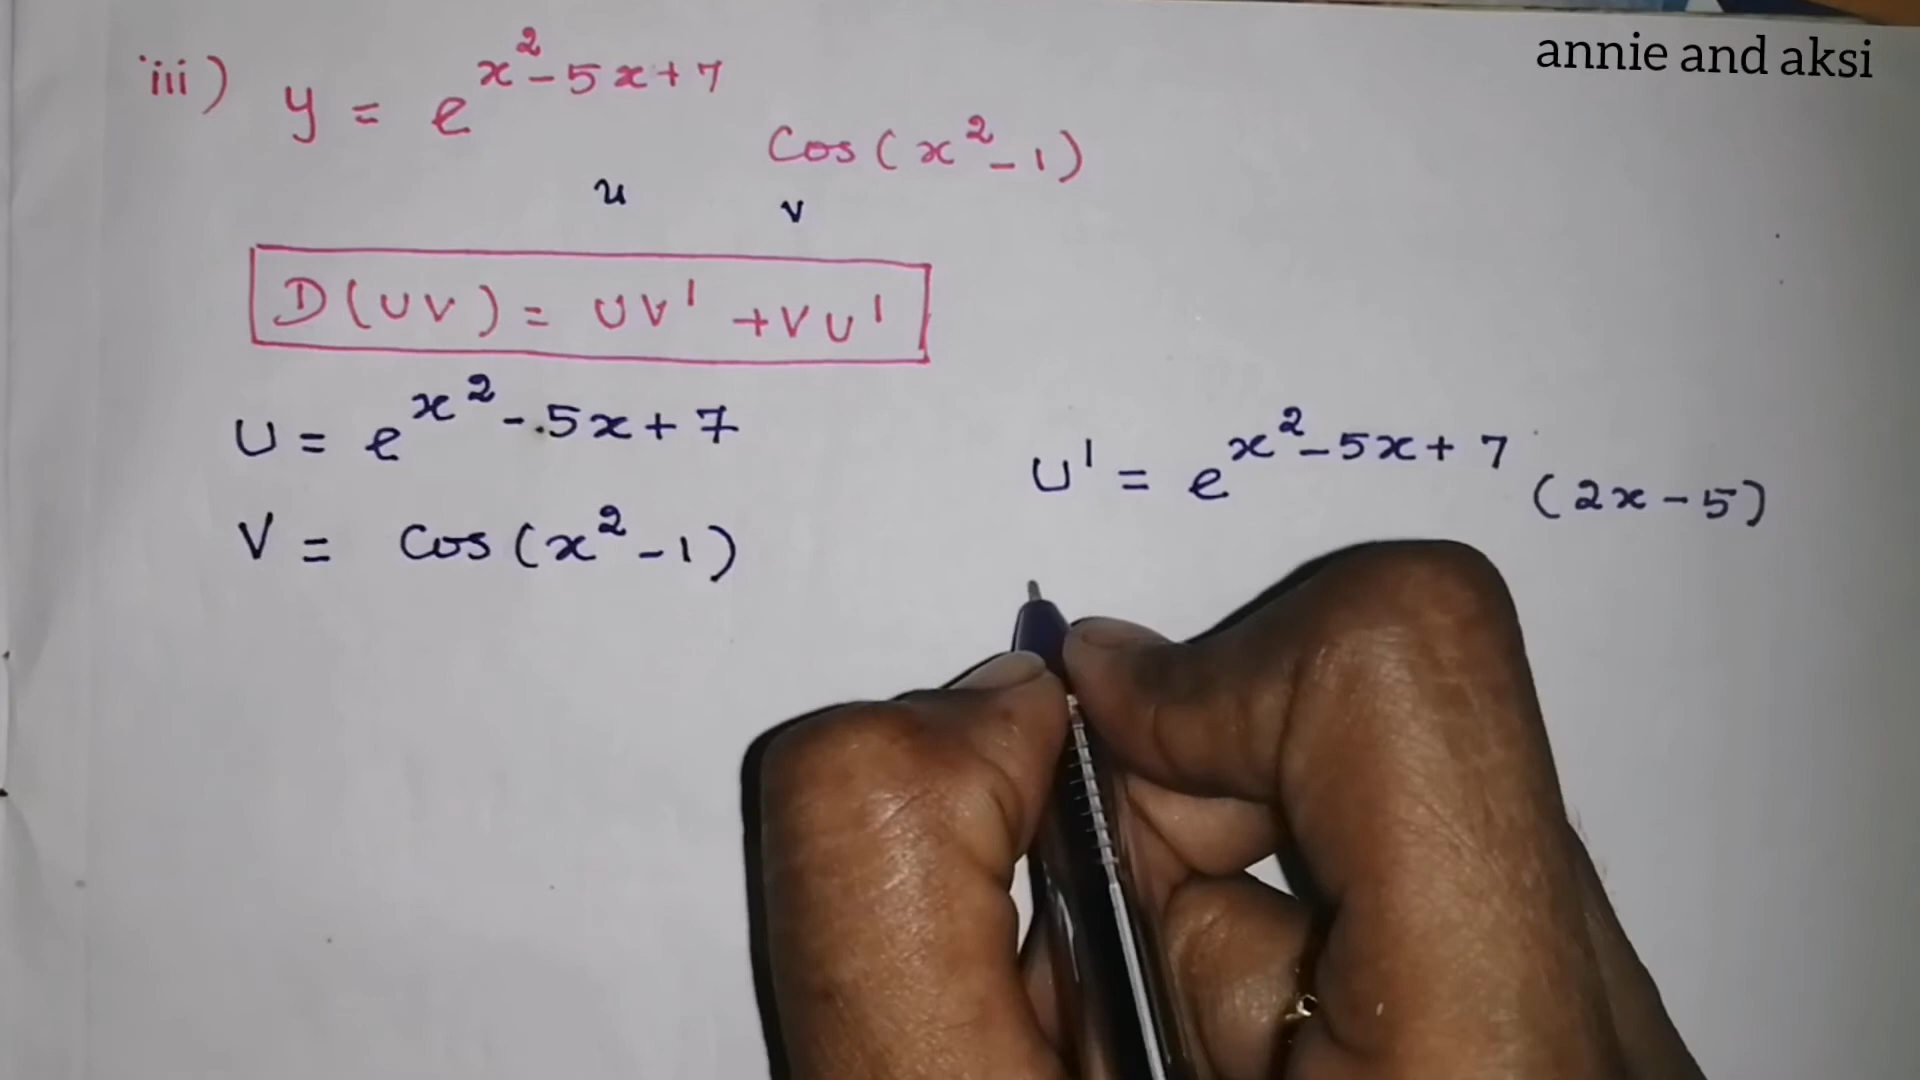 annie and aksi
iii) y = e^{x²-5x+7} Cos(x²-1)
u v
D(UV) = UV' + VU'
U = e^{x²-5x+7}
U' = e^{x²-5x+7} (2x-5)
V = Cos(x²-1)